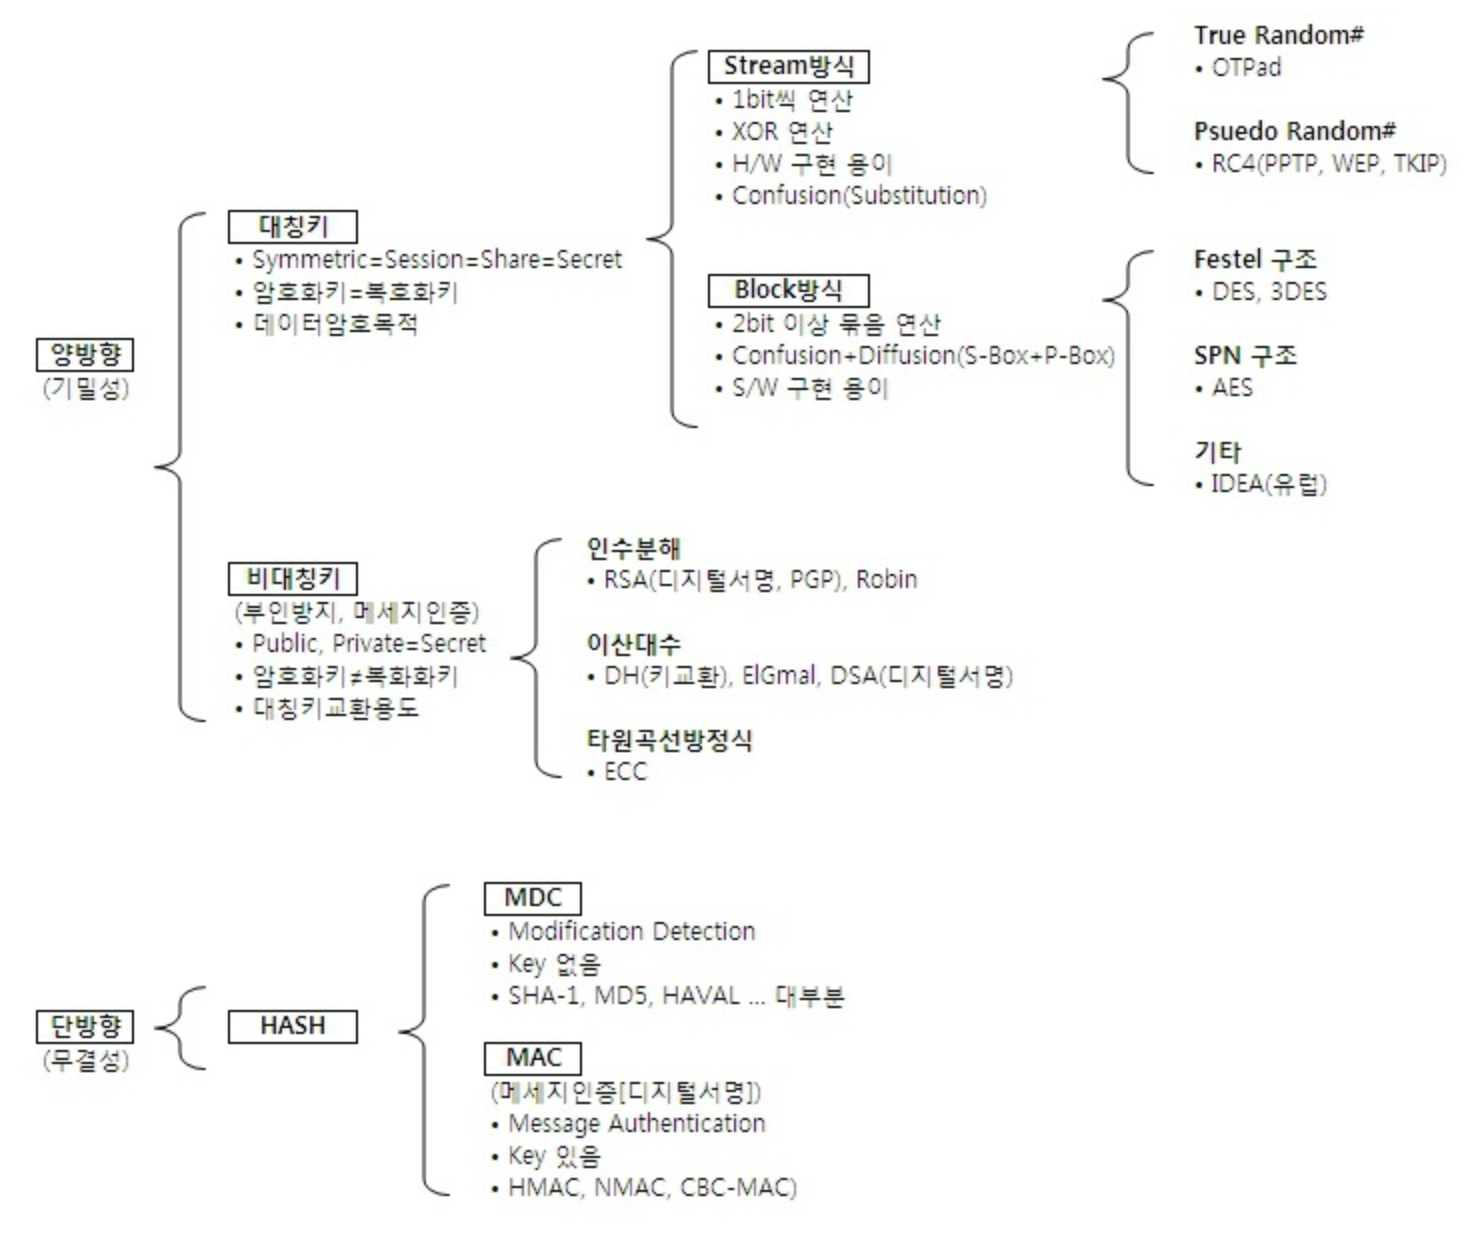 양방향
(기밀성)
대칭키
• Symmetric=Session=Share=Secret
• 암호화키=복호화키
• 데이터암호목적
Stream방식
• 1bit씩 연산
• XOR 연산
• H/W 구현 용이
• Confusion(Substitution)
True Random#
• OTPad
Psuedo Random#
• RC4(PPTP, WEP, TKIP)
Block방식
• 2bit 이상 묶음 연산
• Confusion+Diffusion(S-Box+P-Box)
• S/W 구현 용이
Festel 구조
• DES, 3DES
SPN 구조
• AES
기타
• IDEA(유럽)
비대칭키
(부인방지, 메세지인증)
• Public, Private=Secret
• 암호화키≠복화화키
• 대칭키교환용도
인수분해
• RSA(디지털서명, PGP), Robin
이산대수
• DH(키교환), ElGmal, DSA(디지털서명)
타원곡선방정식
• ECC
단방향
(무결성)
HASH
MDC
• Modification Detection
• Key 없음
• SHA-1, MD5, HAVAL ... 대부분
MAC
(메세지인증[디지털서명])
• Message Authentication
• Key 있음
• HMAC, NMAC, CBC-MAC)